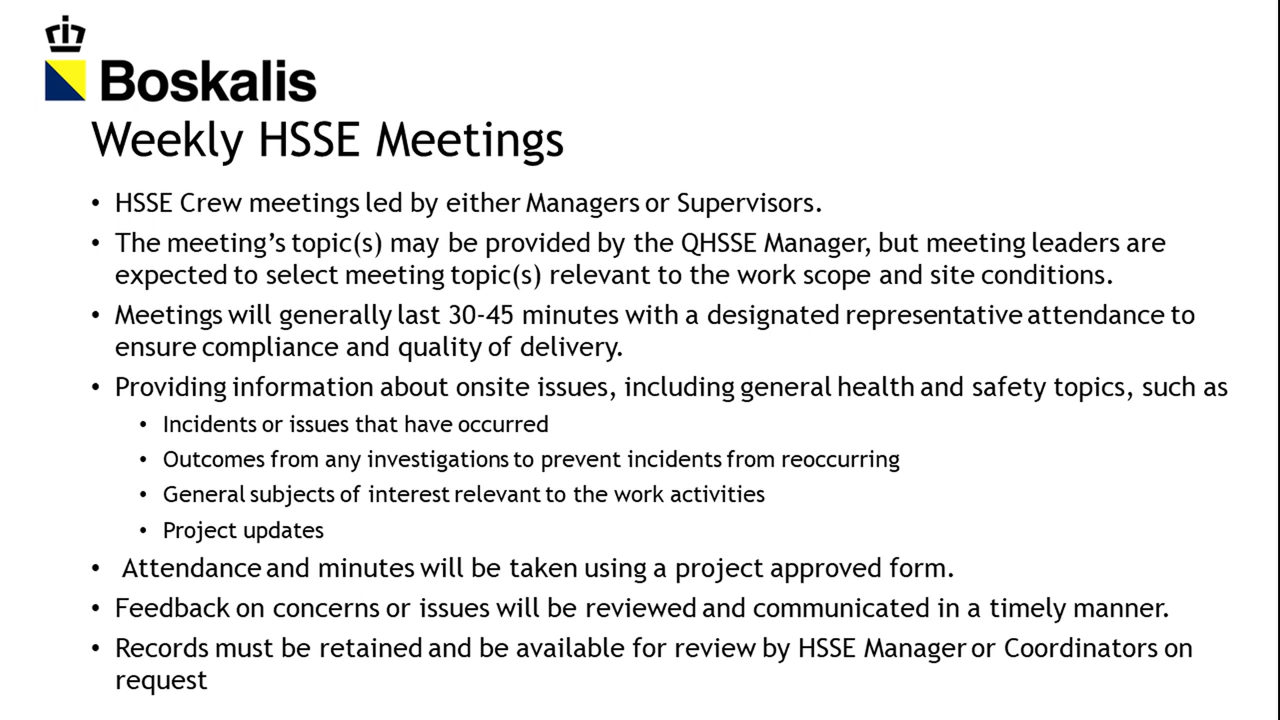 Boskalis
Weekly HSSE Meetings
• HSSE Crew meetings led by either Managers or Supervisors.
• The meeting’s topic(s) may be provided by the QHSSE Manager, but meeting leaders are
expected to select meeting topic(s) relevant to the work scope and site conditions.
• Meetings will generally last 30-45 minutes with a designated representative attendance to
ensure compliance and quality of delivery.
• Providing information about onsite issues, including general health and safety topics, such as
• Incidents or issues that have occurred
• Outcomes from any investigations to prevent incidents from reoccurring
• General subjects of interest relevant to the work activities
• Project updates
• Attendance and minutes will be taken using a project approved form.
• Feedback on concerns or issues will be reviewed and communicated in a timely manner.
• Records must be retained and be available for review by HSSE Manager or Coordinators on
request